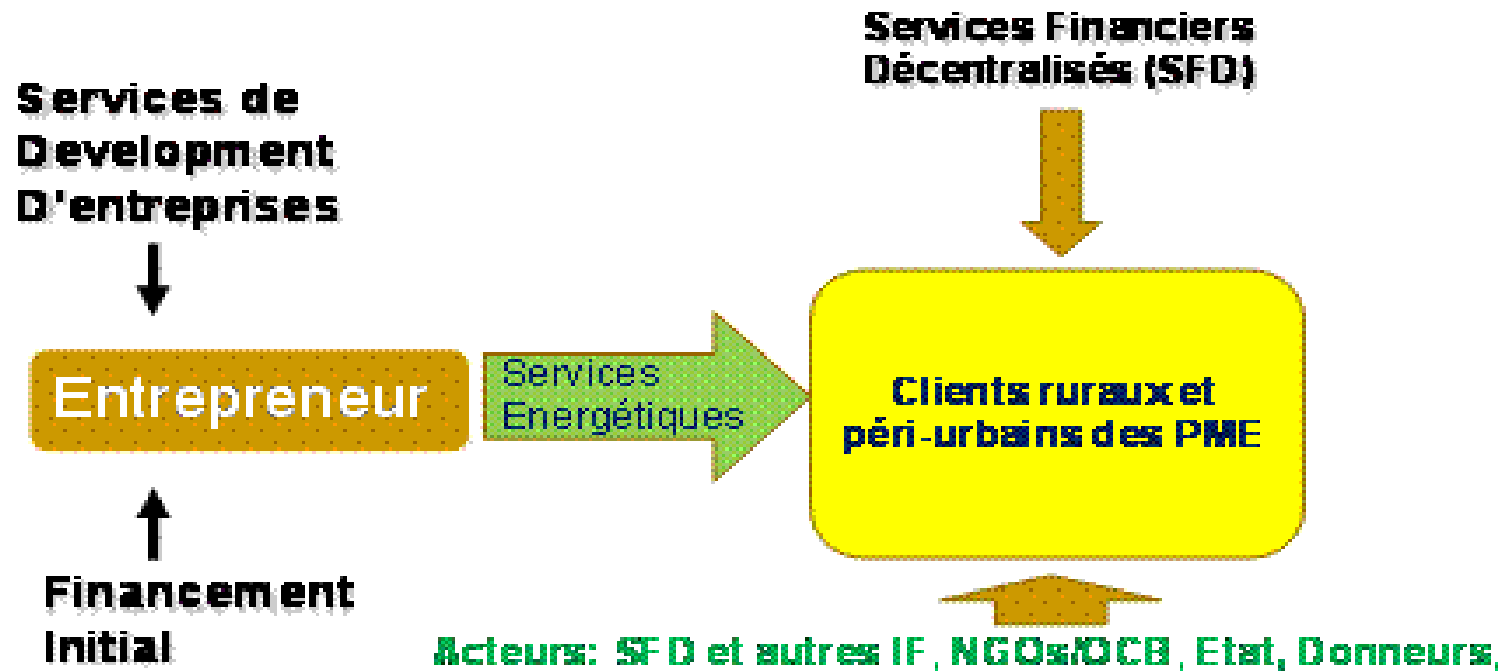 Services Financiers
Décentralisés (SFD)
Services de
Development
D'entreprises
Entrepreneur
Services
Energétiques
Clients ruraux et
péri-urbains des PME
Financement
Initial
Acteurs: SFD et autres IF, NGOs/OCB, Etat, Donneurs